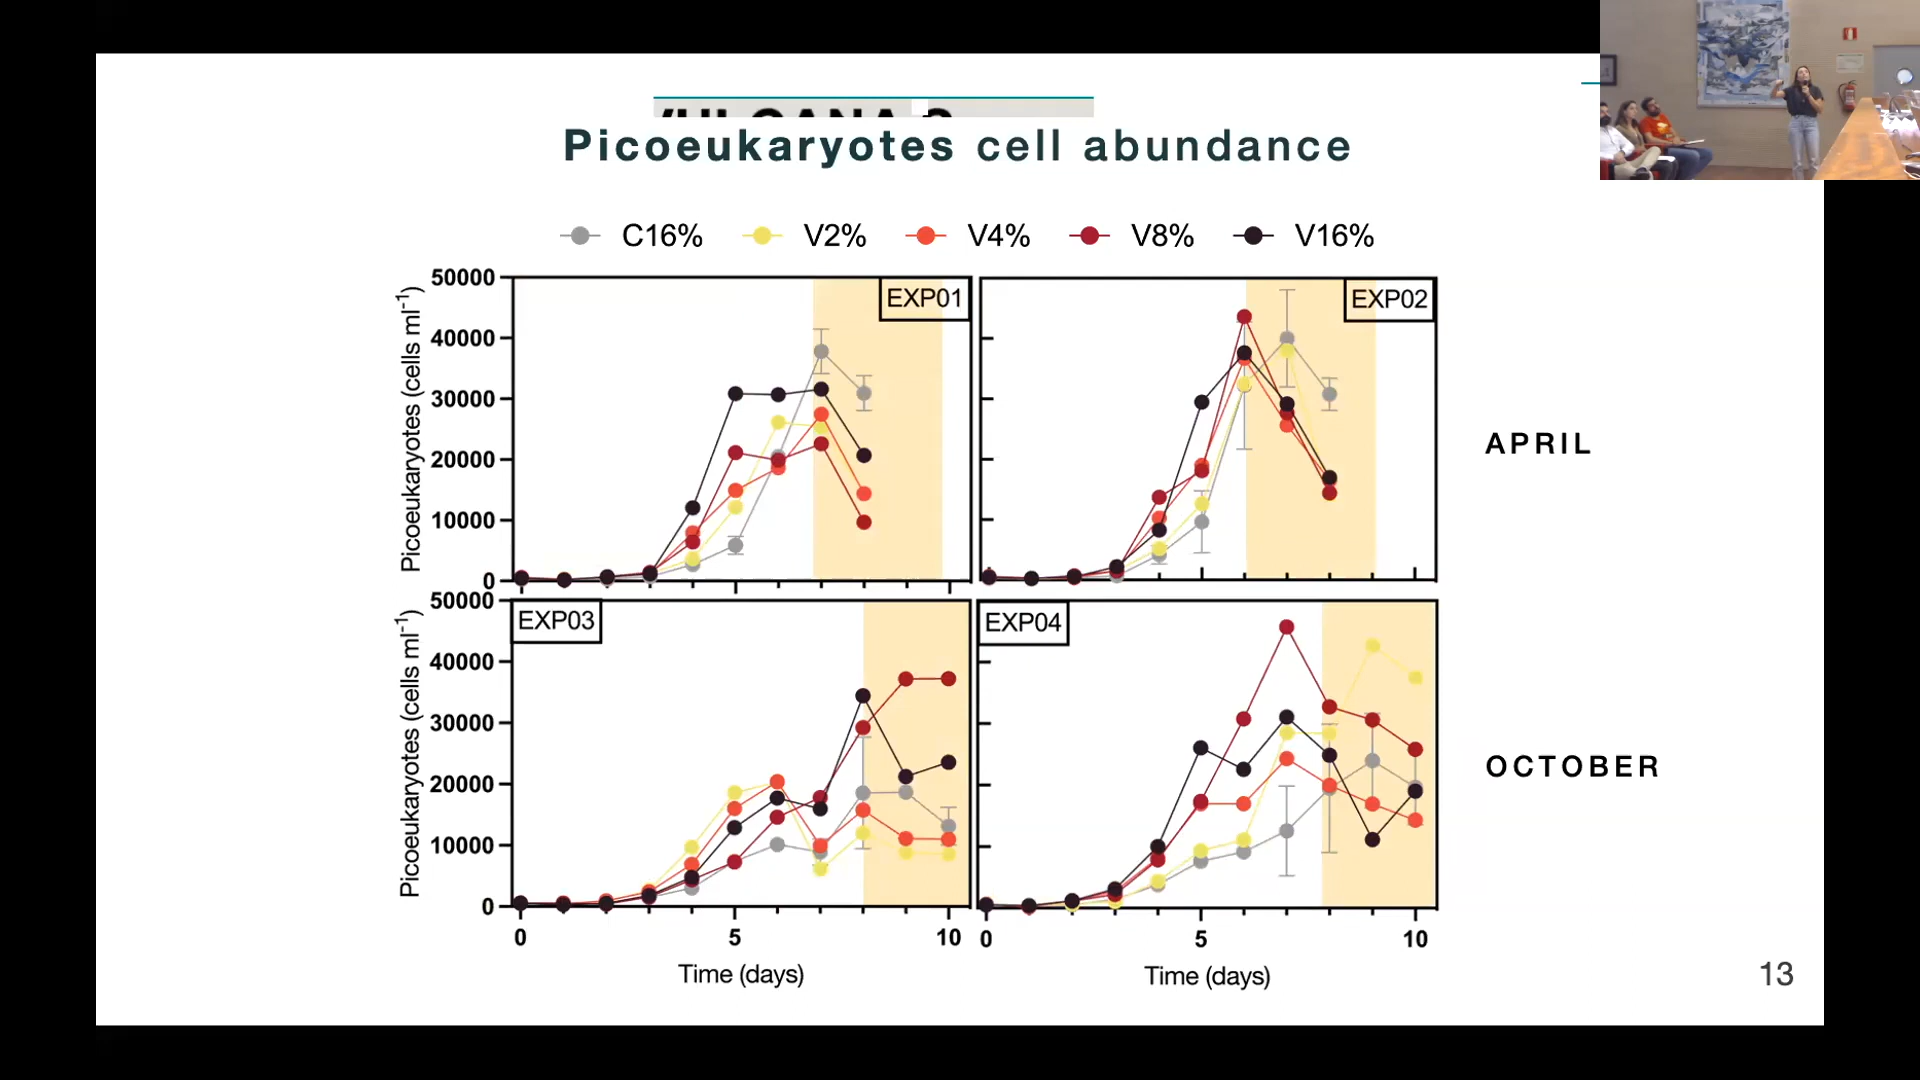 Picoeukaryotes cell abundance
C16% V2% V4% V8% V16%
Picoeukaryotes (cells ml-1)
50000
40000
30000
20000
10000
0
EXP01
EXP02
APRIL
Picoeukaryotes (cells ml-1)
50000
40000
30000
20000
10000
0
EXP03
EXP04
OCTOBER
0 5 10
0 5 10
Time (days)
Time (days)
13